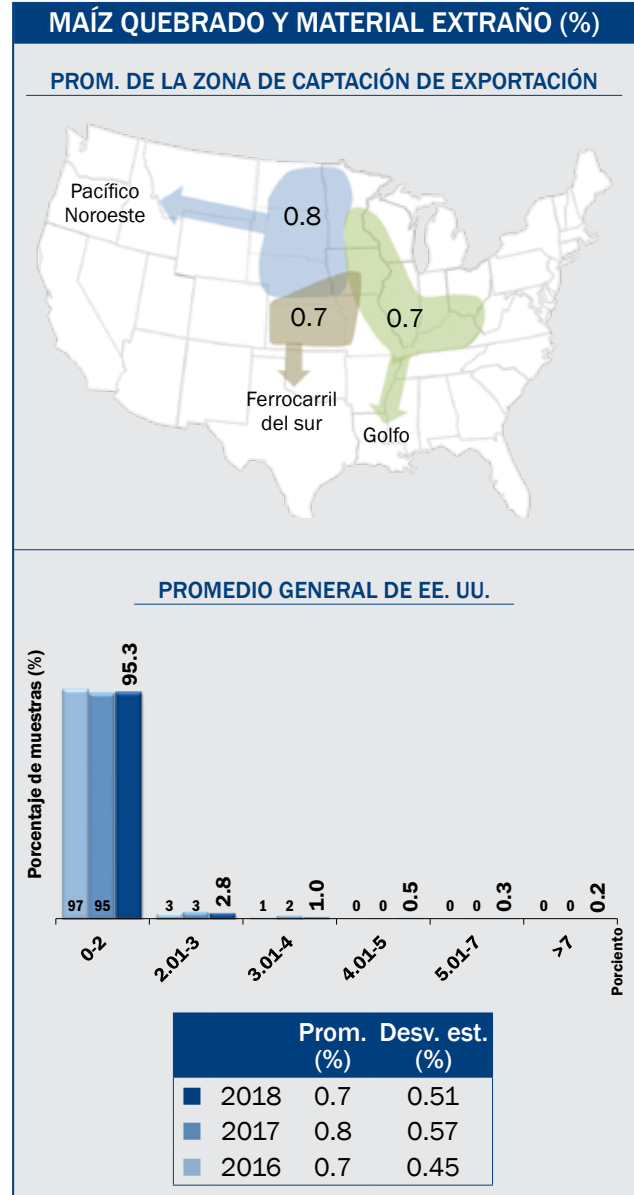 MAÍZ QUEBRADO Y MATERIAL EXTRAÑO (%)
PROM. DE LA ZONA DE CAPTACIÓN DE EXPORTACIÓN
Pacífico
Noroeste
0.8
0.7
0.7
Ferrocarril
del sur
Golfo
PROMEDIO GENERAL DE EE. UU.
Porcentaje de muestras (%)
97 95 95.3
3 3 2.8
1 2 1.0
0 0 0.5
0 0 0.3
0 0 0.2
0-2 2.01-3 3.01-4 4.01-5 5.01-7 >7
Porciento
Prom. Desv. est.
(%) (%)
2018 0.7 0.51
2017 0.8 0.57
2016 0.7 0.45